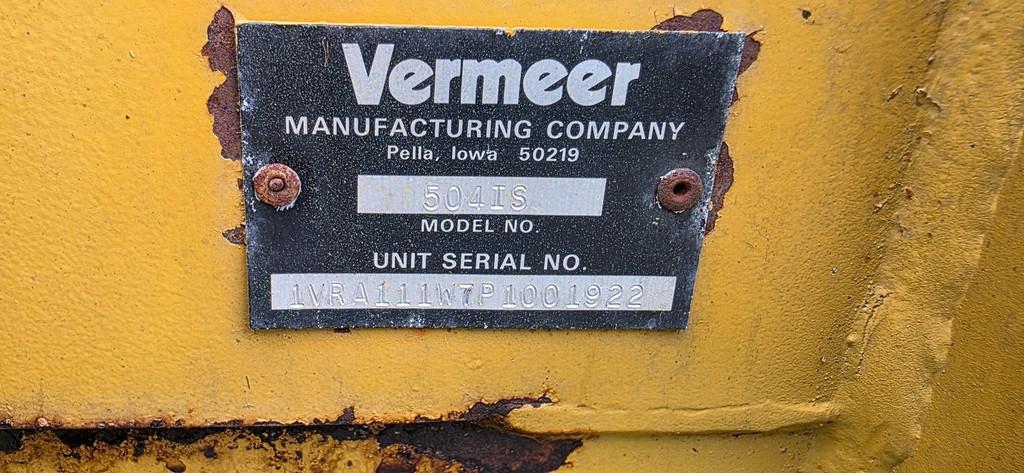 Vermeer
MANUFACTURING COMPANY
Pella, Iowa 50219
504IS
MODEL NO.
UNIT SERIAL NO.
1VRA111W7P1001922